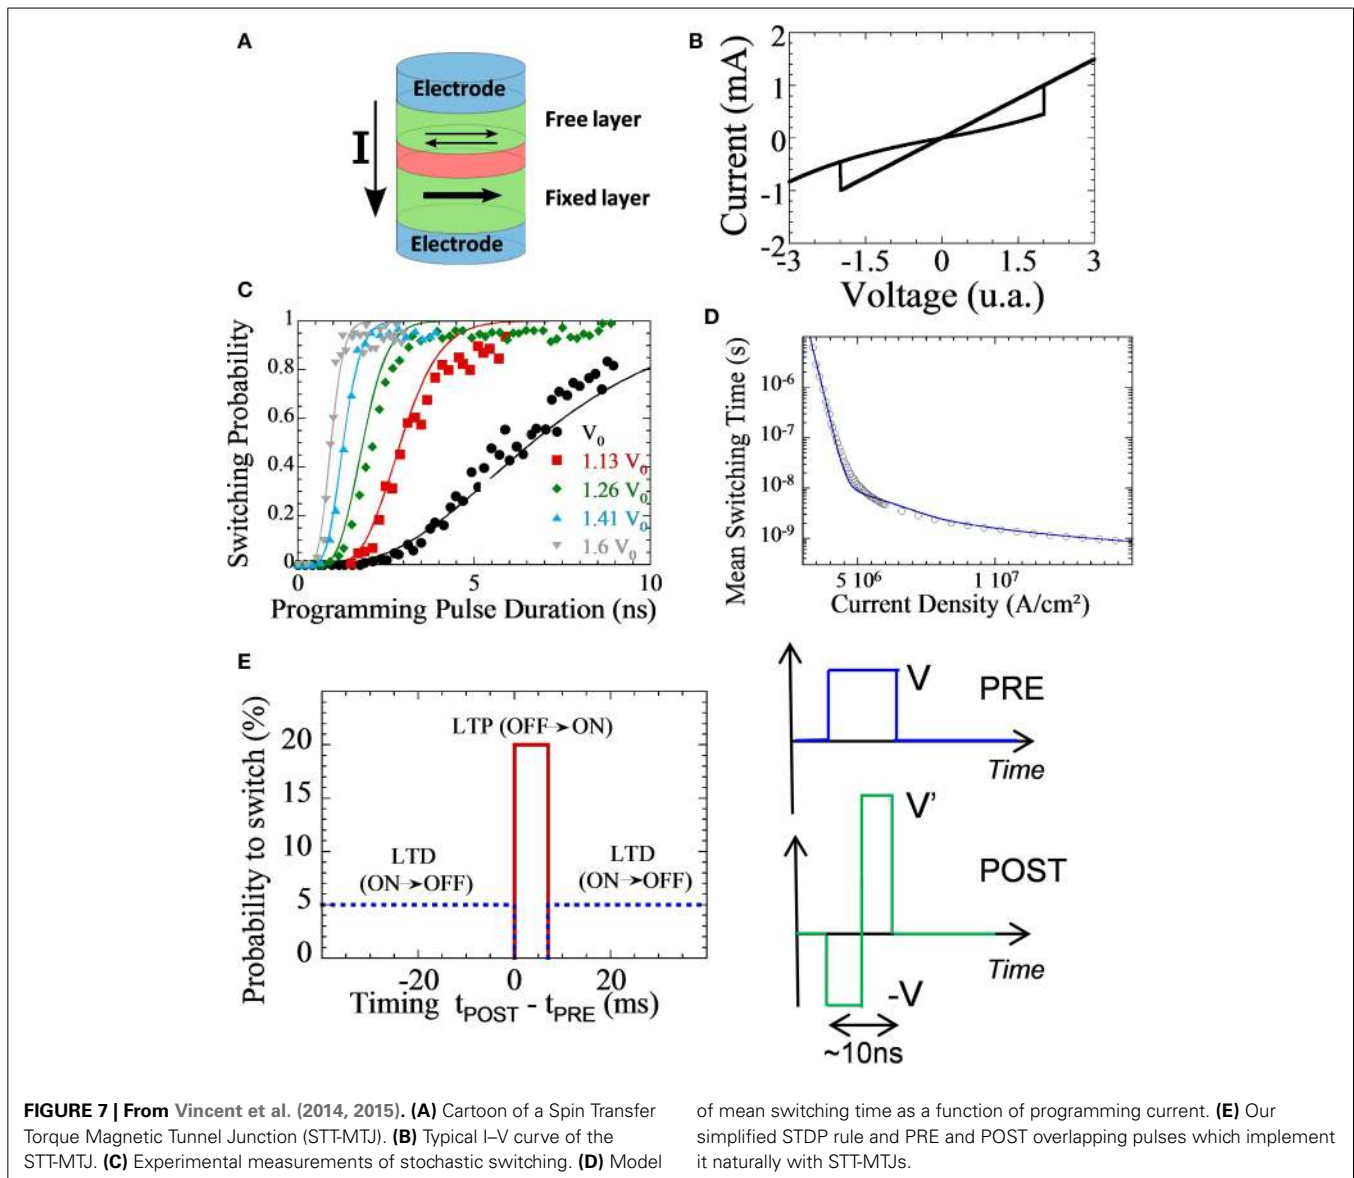 A
Electrode
Free layer
I
Fixed layer
Electrode
B
Current (mA)
2
1
0
-1
-2
-3
-1.5
0
1.5
3
Voltage (u.a.)
C
Switching Probability
1
0.8
0.6
0.4
0.2
0
0
5
10
V0
1.13 V0
1.26 V0
1.41 V0
1.6 V0
Programming Pulse Duration (ns)
D
Mean Switching Time (s)
10-6
10-7
10-8
10-9
5 106
1 107
Current Density (A/cm²)
E
Probability to switch (%)
20
15
10
5
0
LTP (OFF→ON)
LTD
(ON→OFF)
LTD
(ON→OFF)
-20
0
20
Timing tPOST - tPRE (ms)
V
PRE
Time
V'
POST
Time
-V
~10ns
FIGURE 7 | From Vincent et al. (2014, 2015). (A) Cartoon of a Spin Transfer
Torque Magnetic Tunnel Junction (STT-MTJ). (B) Typical I–V curve of the
STT-MTJ. (C) Experimental measurements of stochastic switching. (D) Model
of mean switching time as a function of programming current. (E) Our
simplified STDP rule and PRE and POST overlapping pulses which implement
it naturally with STT-MTJs.